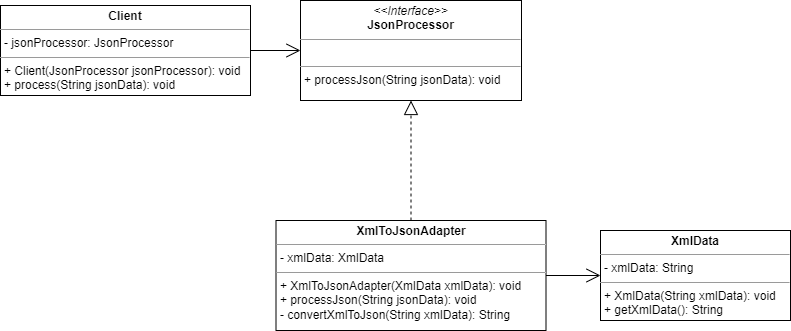 Client
- jsonProcessor: JsonProcessor
+ Client(JsonProcessor jsonProcessor): void
+ process(String jsonData): void
<<Interface>>
JsonProcessor
+ processJson(String jsonData): void
XmlToJsonAdapter
- xmlData: XmlData
+ XmlToJsonAdapter(XmlData xmlData): void
+ processJson(String jsonData): void
- convertXmlToJson(String xmlData): String
XmlData
- xmlData: String
+ XmlData(String xmlData): void
+ getXmlData(): String